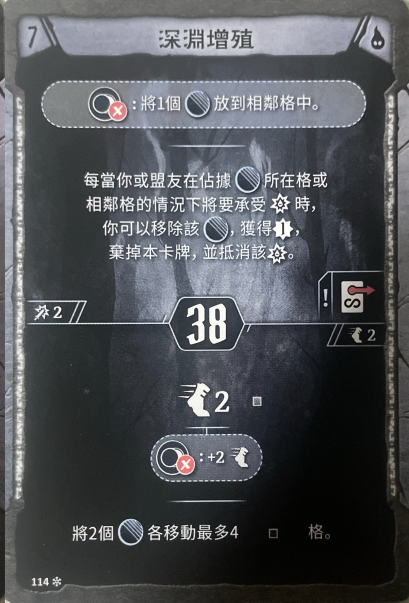 7 深淵增殖
:將1個 放到相鄰格中。
每當你或盟友在佔據 所在格或
相鄰格的情況下將要承受 時,
你可以移除該 , 獲得 ,
棄掉本卡牌, 並抵消該 。
! S
2
38
2
2
: +2
將2個 各移動最多4 格。
114